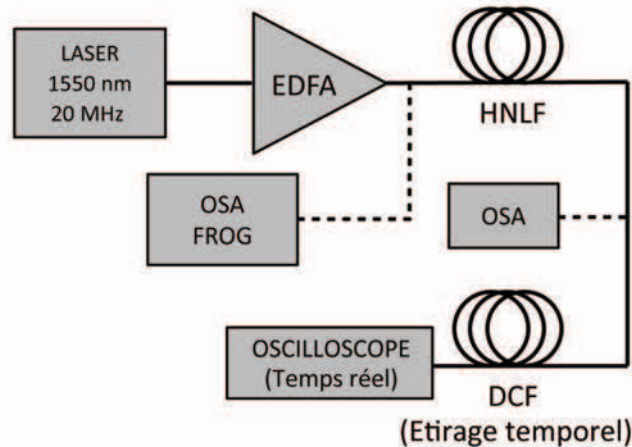 LASER
1550 nm
20 MHz
EDFA
HNLF
OSA
FROG
OSA
OSCILLOSCOPE
(Temps réel)
DCF
(Etirage temporel)